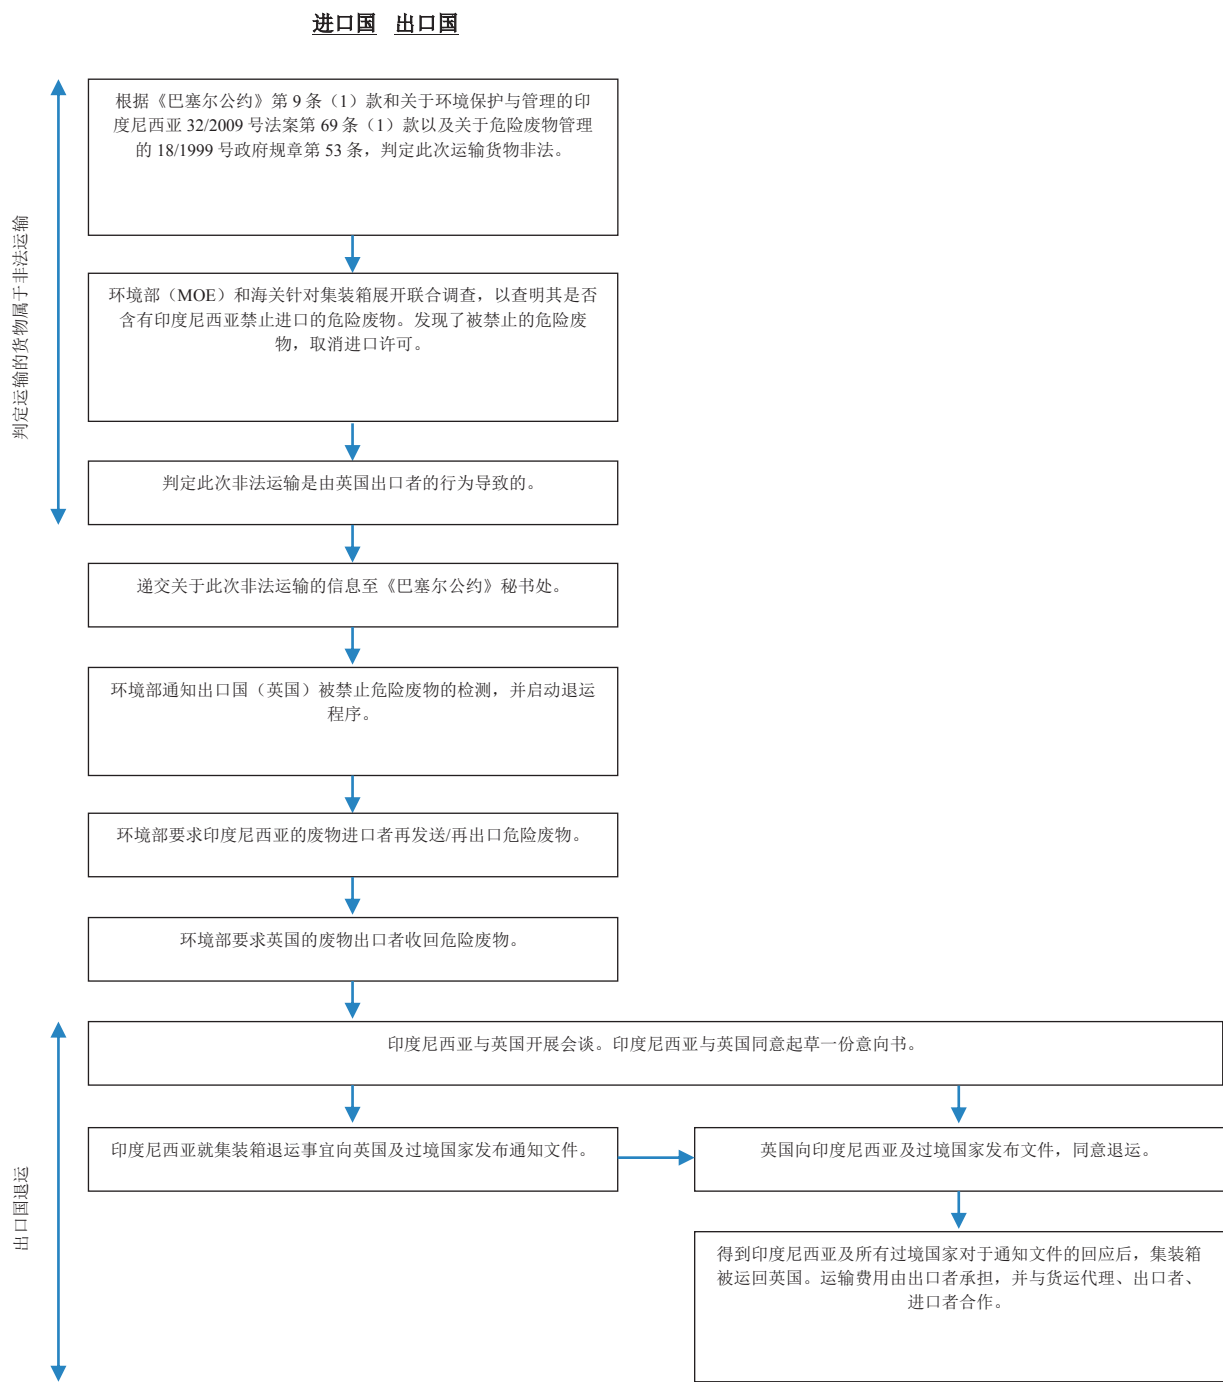 进口国 出口国
根据《巴塞尔公约》第 9 条（1）款和关于环境保护与管理的印
度尼西亚 32/2009 号法案第 69 条（1）款以及关于危险废物管理
的 18/1999 号政府规章第 53 条，判定此次运输货物非法。
环境部（MOE）和海关针对集装箱展开联合调查，以查明其是否
含有印度尼西亚禁止进口的危险废物。发现了被禁止的危险废
物，取消进口许可。
判定此次非法运输是由英国出口者的行为导致的。
判定运输的货物属于非法运输
递交关于此次非法运输的信息至《巴塞尔公约》秘书处。
环境部通知出口国（英国）被禁止危险废物的检测，并启动退运
程序。
环境部要求印度尼西亚的废物进口者再发送/再出口危险废物。
环境部要求英国的废物出口者收回危险废物。
印度尼西亚与英国开展会谈。印度尼西亚与英国同意起草一份意向书。
印度尼西亚就集装箱退运事宜向英国及过境国家发布通知文件。
英国向印度尼西亚及过境国家发布文件，同意退运。
得到印度尼西亚及所有过境国家对于通知文件的回应后，集装箱
被运回英国。运输费用由出口者承担，并与货运代理、出口者、
进口者合作。
出口国退运